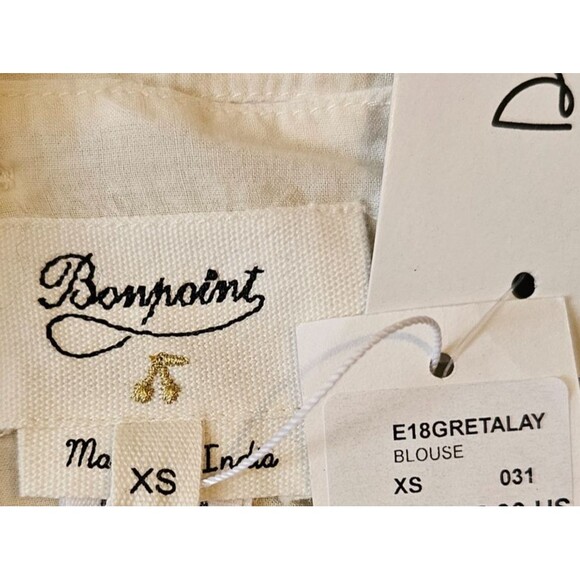 Bonpoint
Ma India
XS
E18GRETALAY
BLOUSE
XS 031